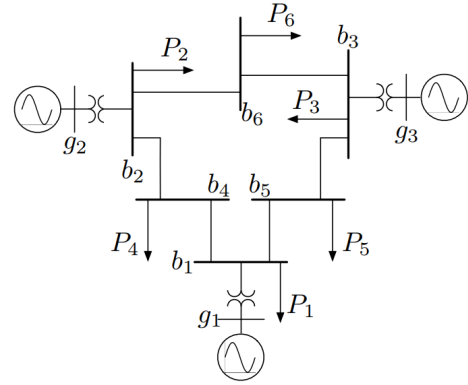 P₆
P₂
b₃
P₃
b₆
g₂
g₃
b₂
b₄ b₅
P₄
P₅
b₁
P₁
g₁